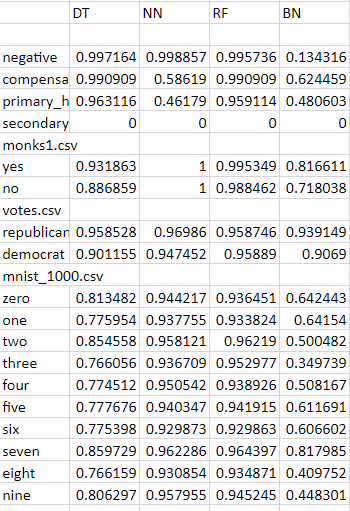 DT NN RF BN
negative 0.997164 0.998857 0.995736 0.134316
compensa 0.990909 0.58619 0.990909 0.624459
primary_h 0.963116 0.46179 0.959114 0.480603
secondary 0 0 0 0
monks1.csv
yes 0.931863 1 0.995349 0.816611
no 0.886859 1 0.988462 0.718038
votes.csv
republican 0.958528 0.96986 0.958746 0.939149
democrat 0.901155 0.947452 0.95889 0.9069
mnist_1000.csv
zero 0.813482 0.944217 0.936451 0.642443
one 0.775954 0.937755 0.933824 0.64154
two 0.854558 0.958121 0.96219 0.500482
three 0.766056 0.936709 0.952977 0.349739
four 0.774512 0.950542 0.938926 0.508167
five 0.777676 0.940347 0.941915 0.611691
six 0.775398 0.929873 0.929863 0.606602
seven 0.859729 0.962286 0.964397 0.817985
eight 0.766159 0.930854 0.934871 0.409752
nine 0.806297 0.957955 0.945245 0.448301